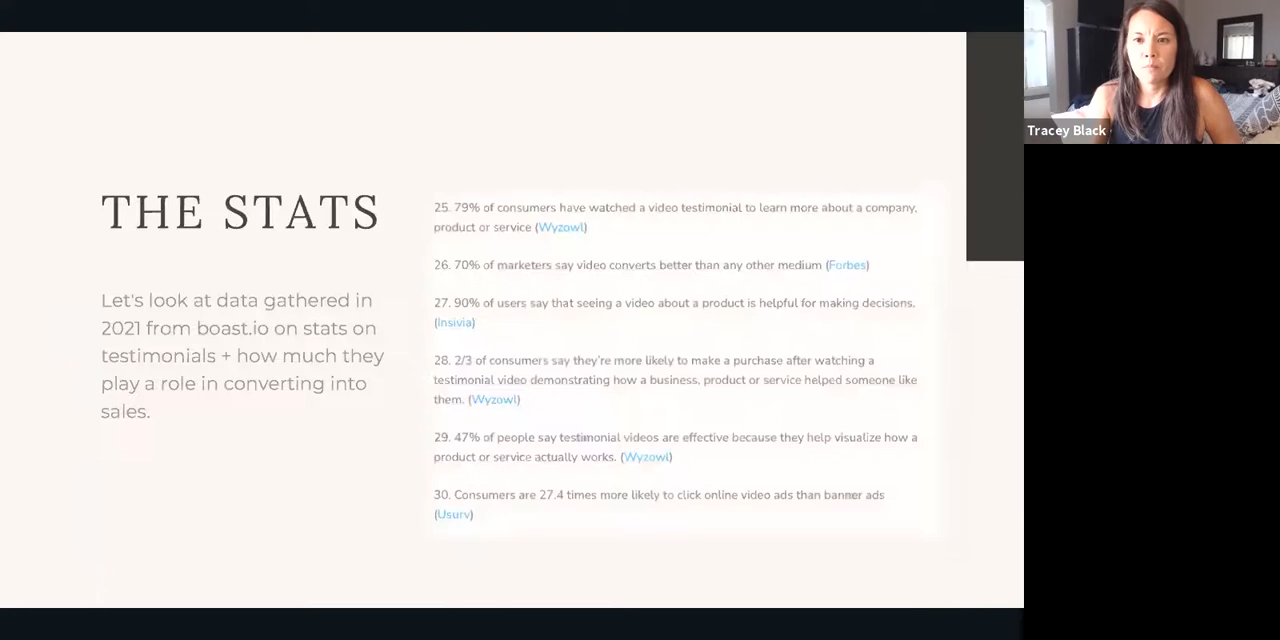 THE STATS
Let's look at data gathered in
2021 from boast.io on stats on
testimonials + how much they
play a role in converting into
sales.
25. 79% of consumers have watched a video testimonial to learn more about a company,
product or service (Wyzowl)
26. 70% of marketers say video converts better than any other medium (Forbes)
27. 90% of users say that seeing a video about a product is helpful for making decisions.
(Insivia)
28. 2/3 of consumers say they're more likely to make a purchase after watching a
testimonial video demonstrating how a business, product or service helped someone like
them. (Wyzowl)
29. 47% of people say testimonial videos are effective because they help visualize how a
product or service actually works. (Wyzowl)
30. Consumers are 27.4 times more likely to click online video ads than banner ads
(Usurv)
Tracey Black